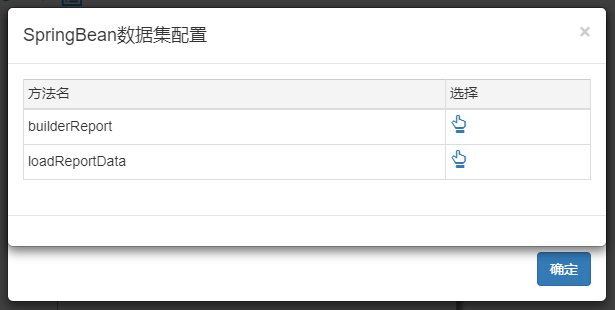 SpringBean数据集配置
×
方法名 选择
builderReport
loadReportData
确定